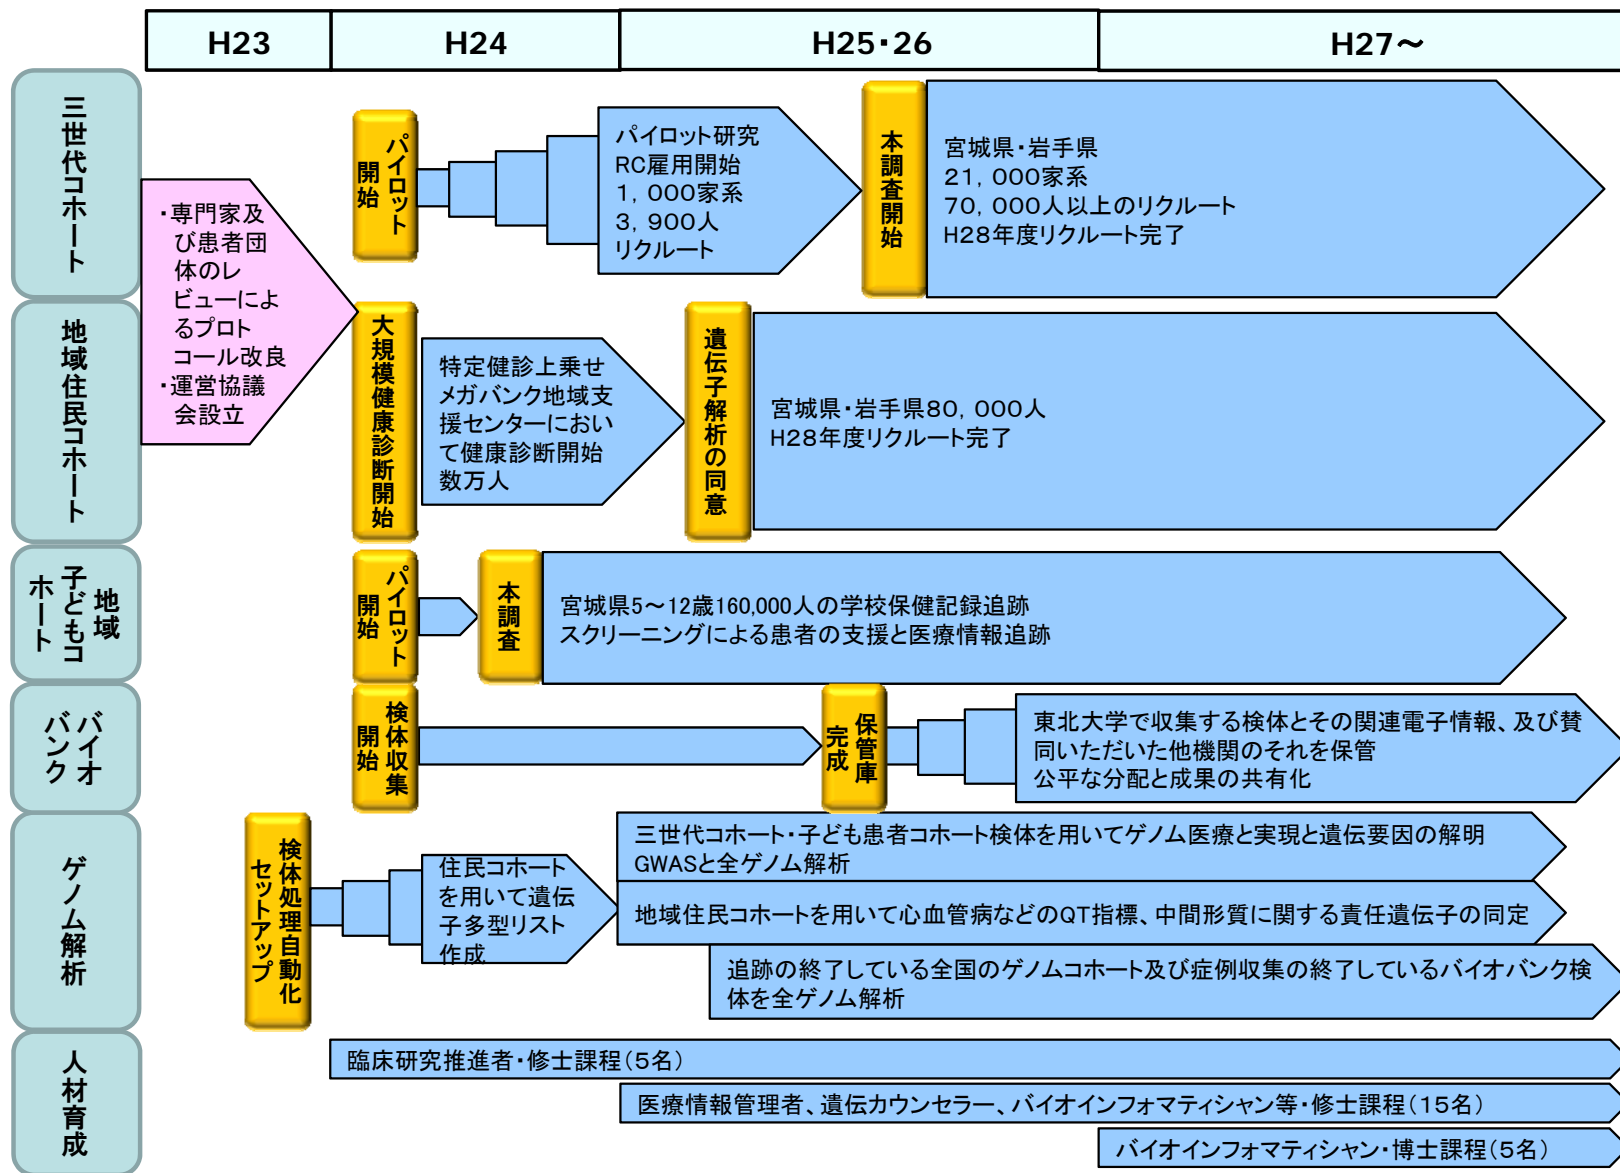 H23
H24
H25・26
H27～
三世代コホート
・専門家及
び患者団
体のレ
ビューによ
るプロト
コール改良
・運営協議
会設立
パイロット
開始
パイロット研究
RC雇用開始
１，０００家系
３，９００人
リクルート
本調査開始
宮城県・岩手県
２１，０００家系
７０，０００人以上のリクルート
H２８年度リクルート完了
地域住民コホート
大規模健康診断開始
特定健診上乗せ
メガバンク地域支
援センターにおい
て健康診断開始
数万人
遺伝子解析の同意
宮城県・岩手県８０，０００人
H２８年度リクルート完了
地域
子どもコ
ホート
パイロット
開始
本調査
宮城県5～12歳160,000人の学校保健記録追跡
スクリーニングによる患者の支援と医療情報追跡
バイオ
バンク
検体収集
開始
保管庫
完成
東北大学で収集する検体とその関連電子情報、及び賛
同いただいた他機関のそれを保管
公平な分配と成果の共有化
ゲノム解析
検体処理自動化
セットアップ
住民コホート
を用いて遺伝
子多型リスト
作成
三世代コホート・子ども患者コホート検体を用いてゲノム医療と実現と遺伝要因の解明
GWASと全ゲノム解析
地域住民コホートを用いて心血管病などのQT指標、中間形質に関する責任遺伝子の同定
追跡の終了している全国のゲノムコホート及び症例収集の終了しているバイオバンク検
体を全ゲノム解析
人材育成
臨床研究推進者・修士課程（５名）
医療情報管理者、遺伝カウンセラー、バイオインフォマティシャン等・修士課程（１５名）
バイオインフォマティシャン・博士課程（５名）